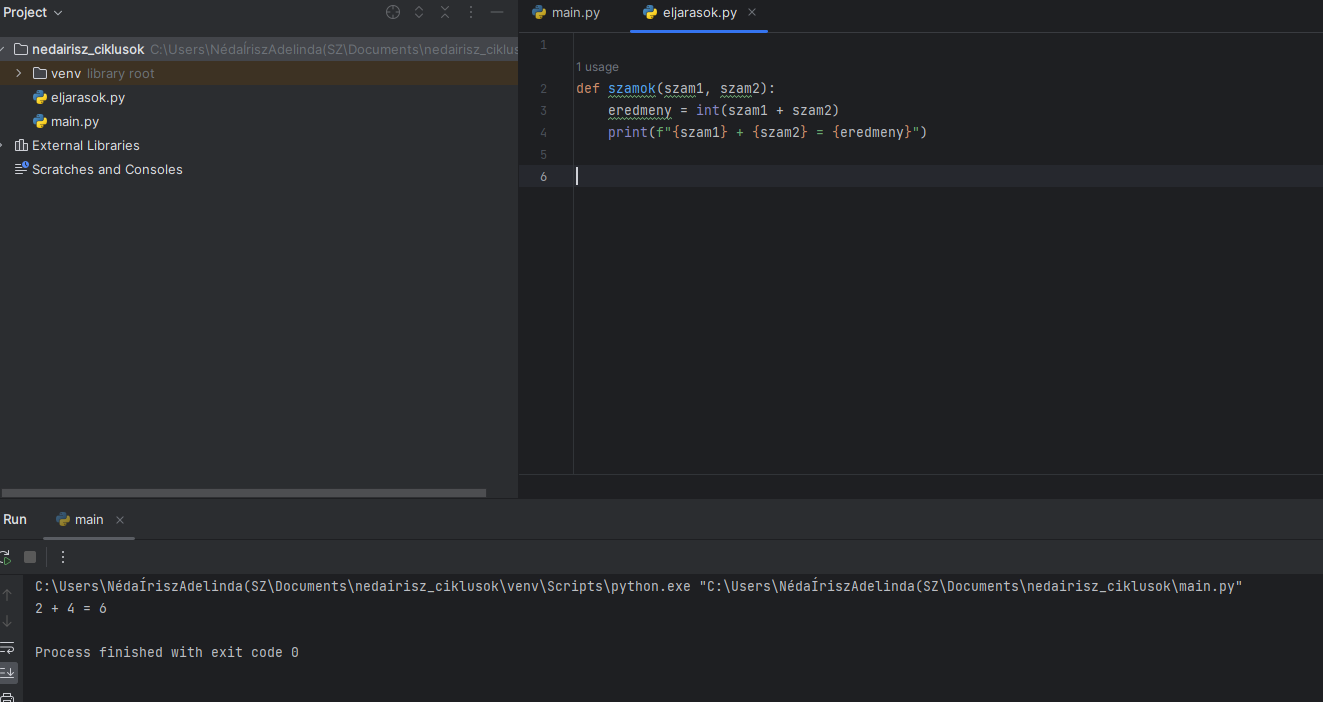 Project
nedairisz_ciklusok C:\Users\NédaÍriszAdelinda(SZ\Documents\nedairisz_ciklus
venv library root
eljarasok.py
main.py
External Libraries
Scratches and Consoles
main.py eljarasok.py
1
1 usage
2 def szamok(szam1, szam2):
3 eredmeny = int(szam1 + szam2)
4 print(f"{szam1} + {szam2} = {eredmeny}")
5
6
Run main
C:\Users\NédaÍriszAdelinda(SZ\Documents\nedairisz_ciklusok\venv\Scripts\python.exe "C:\Users\NédaÍriszAdelinda(SZ\Documents\nedairisz_ciklusok\main.py"
2 + 4 = 6
Process finished with exit code 0